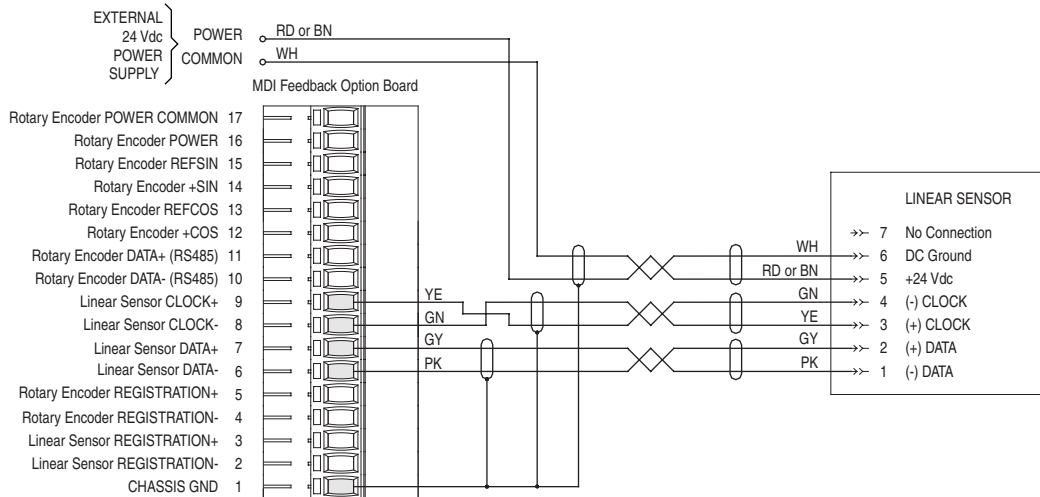 EXTERNAL
24 Vdc
POWER
SUPPLY
POWER
RD or BN
COMMON
WH
MDI Feedback Option Board
Rotary Encoder POWER COMMON 17
Rotary Encoder POWER 16
Rotary Encoder REFSIN 15
Rotary Encoder +SIN 14
Rotary Encoder REFCOS 13
Rotary Encoder +COS 12
Rotary Encoder DATA+ (RS485) 11
Rotary Encoder DATA- (RS485) 10
Linear Sensor CLOCK+ 9
Linear Sensor CLOCK- 8
Linear Sensor DATA+ 7
Linear Sensor DATA- 6
Rotary Encoder REGISTRATION+ 5
Rotary Encoder REGISTRATION- 4
Linear Sensor REGISTRATION+ 3
Linear Sensor REGISTRATION- 2
CHASSIS GND 1
YE
GN
GY
PK
WH
RD or BN
GN
YE
GY
PK
LINEAR SENSOR
7 No Connection
6 DC Ground
5 +24 Vdc
4 (-) CLOCK
3 (+) CLOCK
2 (+) DATA
1 (-) DATA